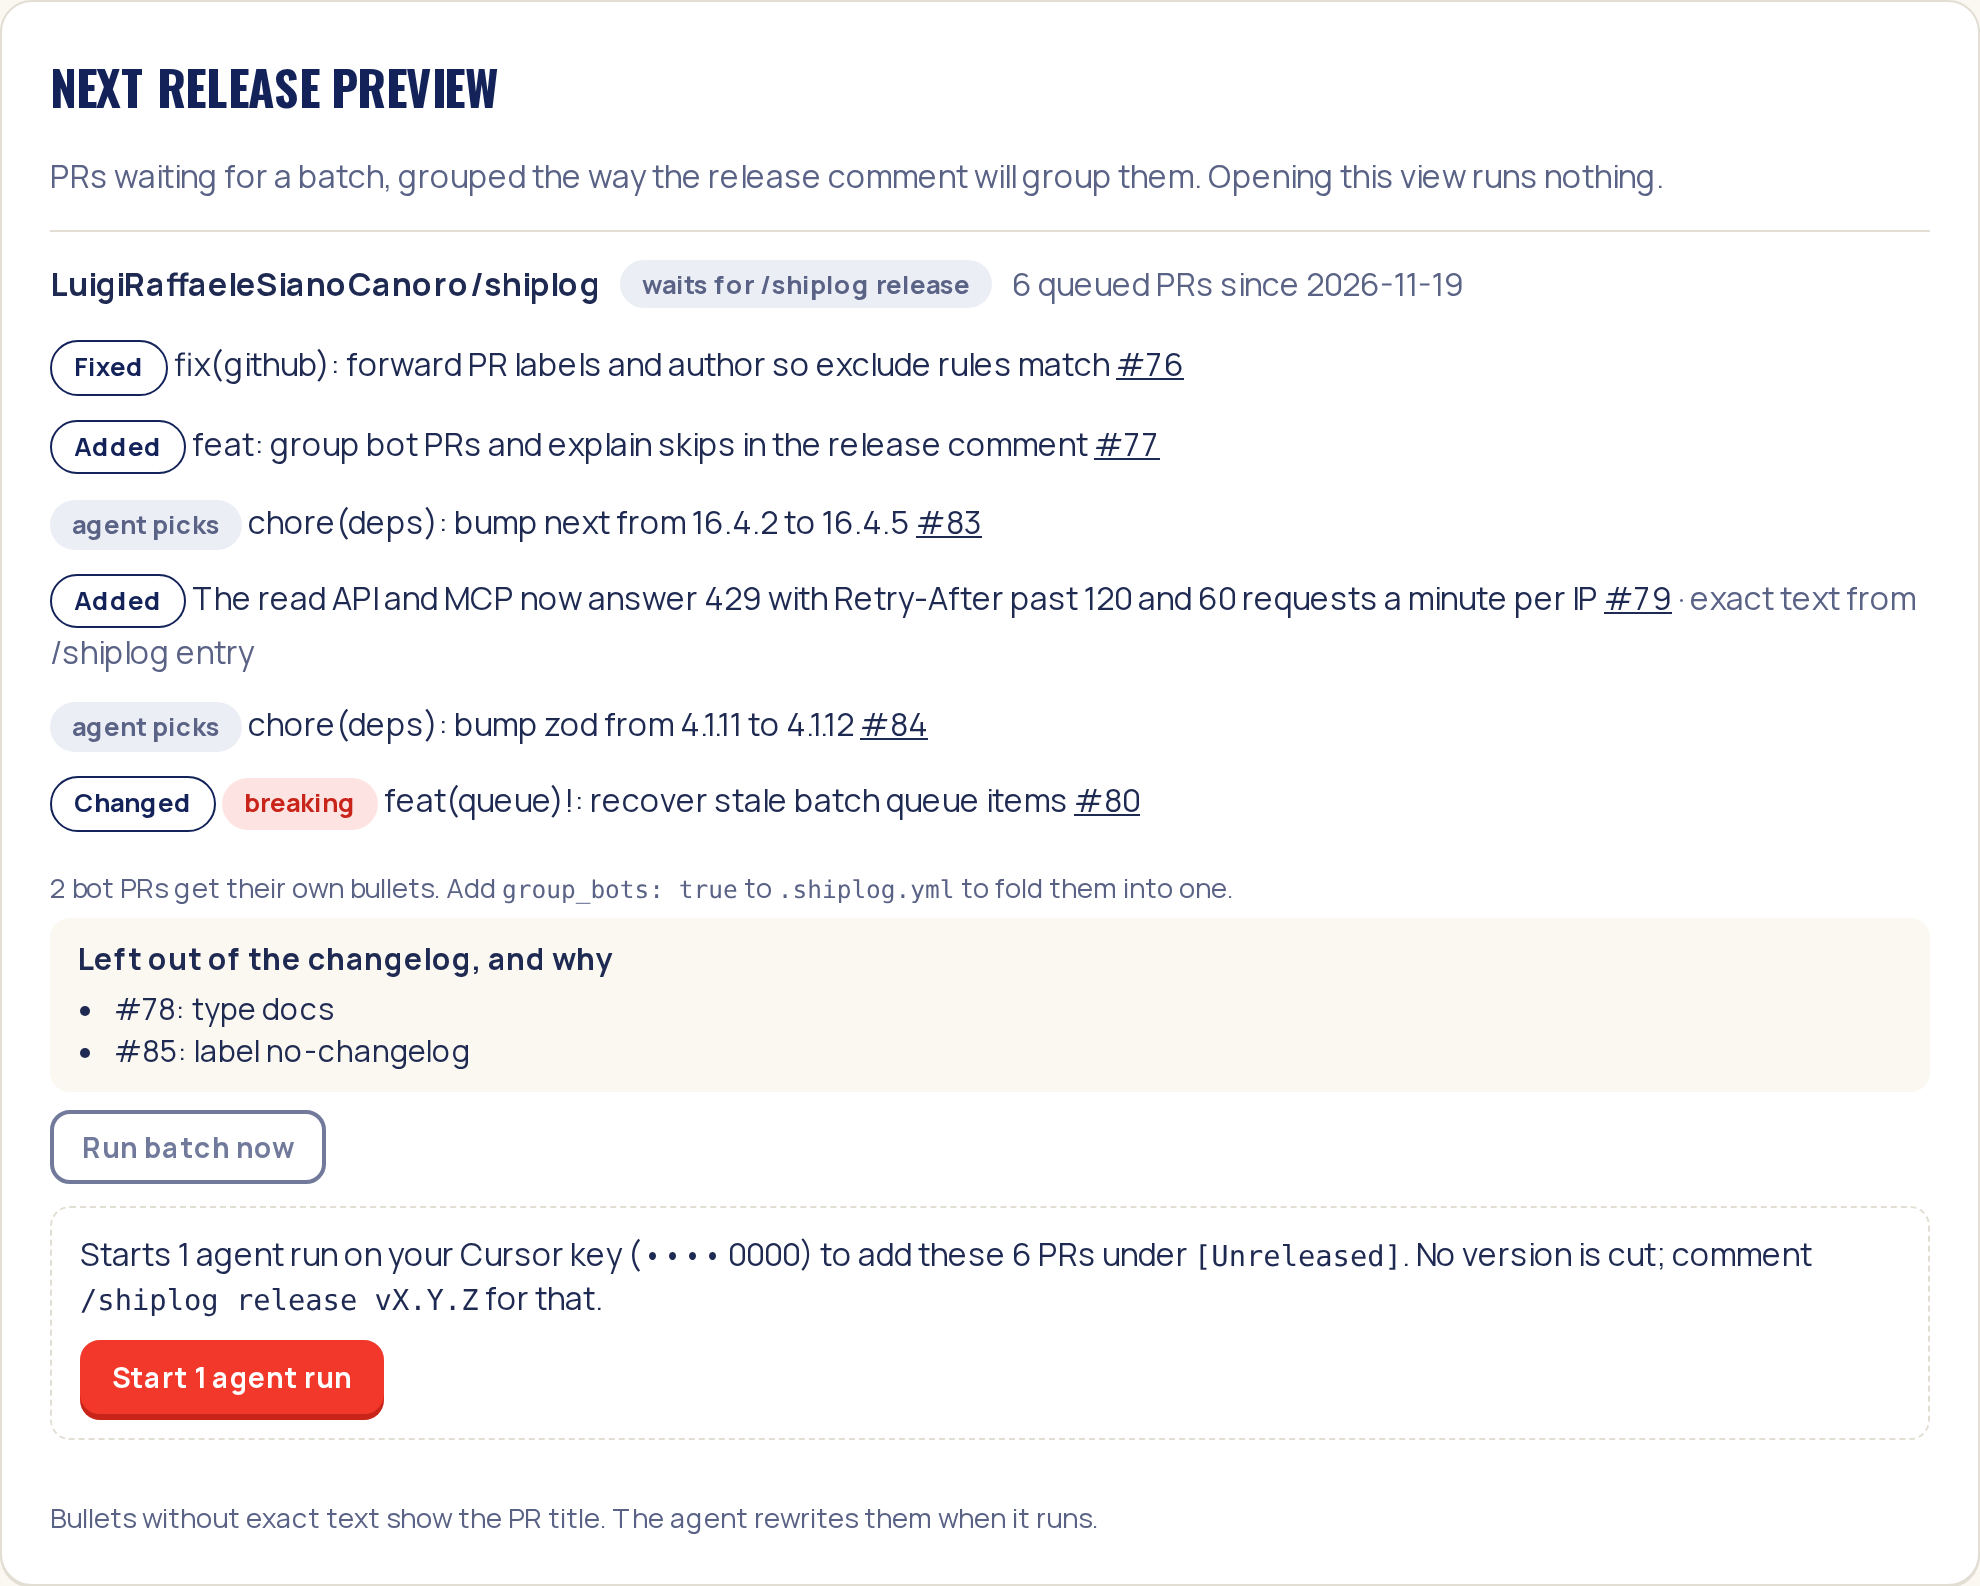 NEXT RELEASE PREVIEW
PRs waiting for a batch, grouped the way the release comment will group them. Opening this view runs nothing.
LuigiRaffaeleSianoCanoro/shiplog waits for /shiplog release 6 queued PRs since 2026-11-19
Fixed fix(github): forward PR labels and author so exclude rules match #76
Added feat: group bot PRs and explain skips in the release comment #77
agent picks chore(deps): bump next from 16.4.2 to 16.4.5 #83
Added The read API and MCP now answer 429 with Retry-After past 120 and 60 requests a minute per IP #79 · exact text from
/shiplog entry
agent picks chore(deps): bump zod from 4.1.11 to 4.1.12 #84
Changed breaking feat(queue)!: recover stale batch queue items #80
2 bot PRs get their own bullets. Add group_bots: true to .shiplog.yml to fold them into one.
Left out of the changelog, and why
• #78: type docs
• #85: label no-changelog
Run batch now
Starts 1 agent run on your Cursor key (•••• 0000) to add these 6 PRs under [Unreleased]. No version is cut; comment
/shiplog release vX.Y.Z for that.
Start 1 agent run
Bullets without exact text show the PR title. The agent rewrites them when it runs.